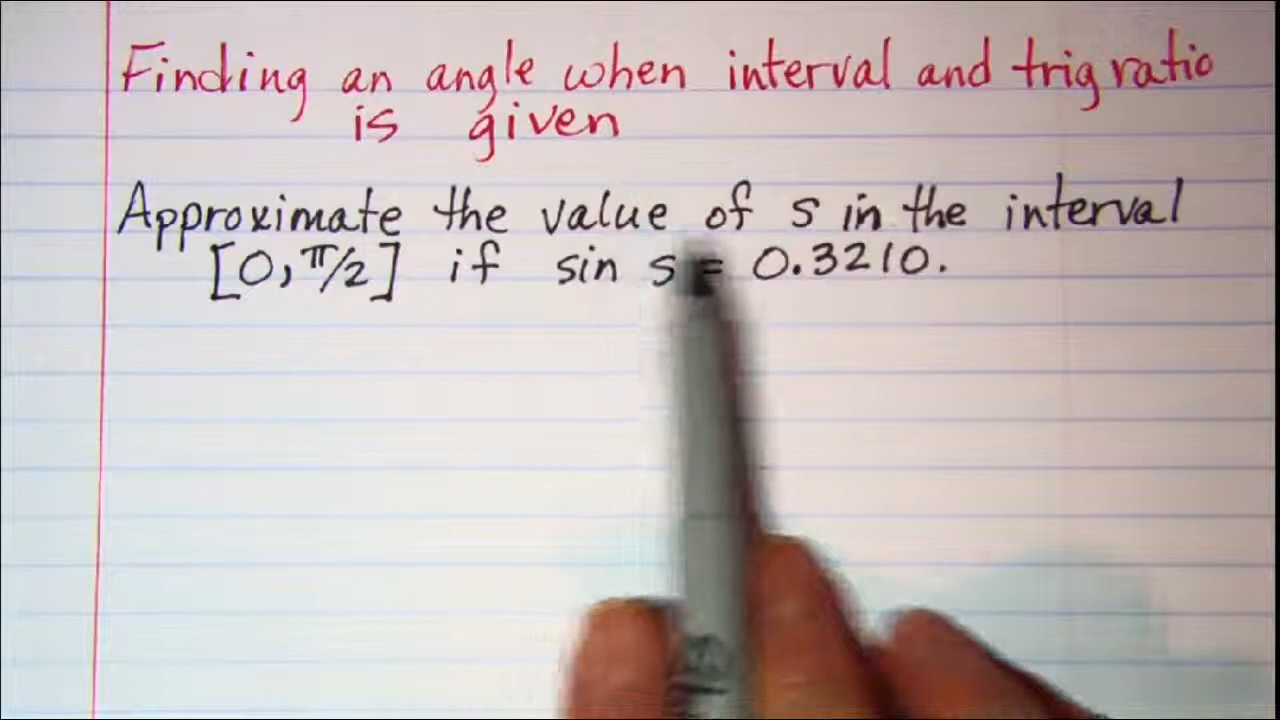 Finding an angle when interval and trig ratio
is given
Approximate the value of s in the interval
[0, π/2] if sin s = 0.3210.